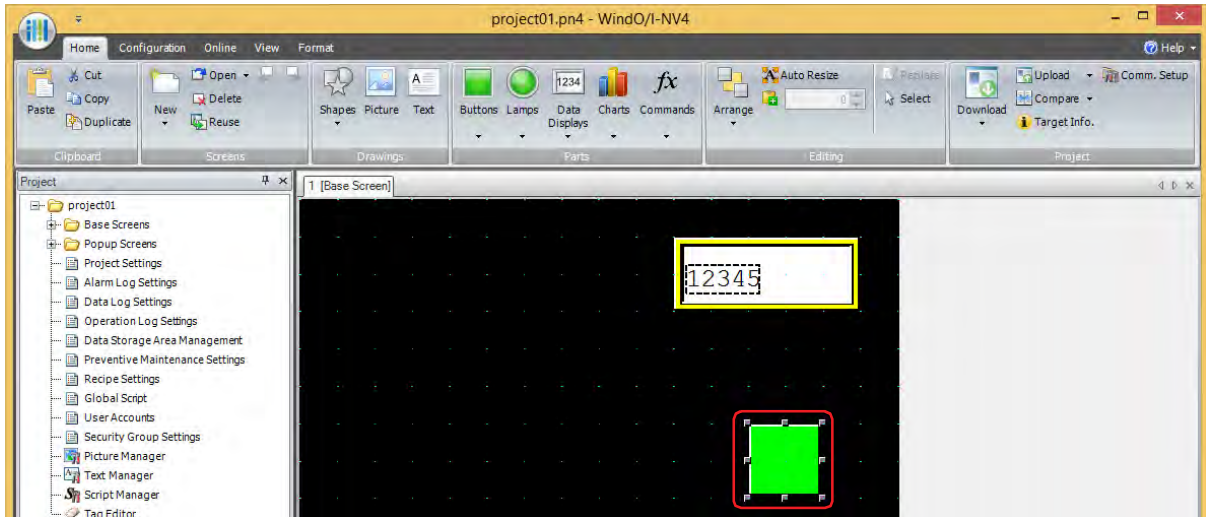 project01.pn4 - WindO/I-NV4
Home Configuration Online View Format Help
Paste
Cut
Copy
Duplicate
Clipboard
New
Open
Delete
Reuse
Screens
Shapes Picture Text
Drawings
Buttons Lamps Data Displays Charts Commands
1234
fx
Parts
Arrange
Auto Resize
0
Replace
Select
Editing
Download
Upload
Compare
Target Info.
Comm. Setup
Project
Project
project01
Base Screens
Popup Screens
Project Settings
Alarm Log Settings
Data Log Settings
Operation Log Settings
Data Storage Area Management
Preventive Maintenance Settings
Recipe Settings
Global Script
User Accounts
Security Group Settings
Picture Manager
Text Manager
Script Manager
Tag Editor
1 [Base Screen]
12345